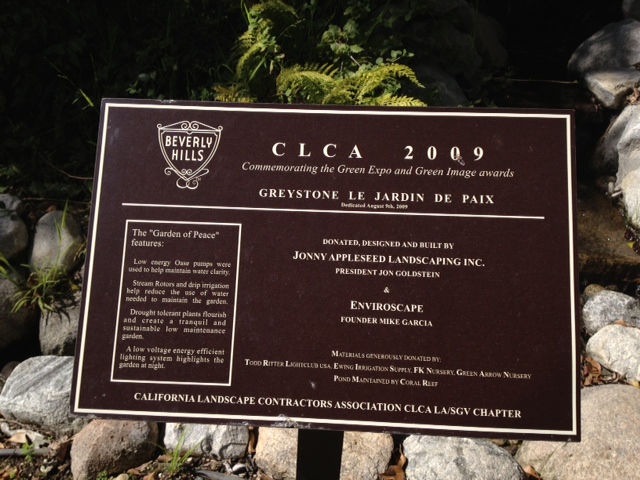 BEVERLY
HILLS
CLCA 2009
Commemorating the Green Expo and Green Image awards
GREYSTONE LE JARDIN DE PAIX
Dedicated August 9th, 2009
The "Garden of Peace"
features:
Low energy Oase pumps were
used to help maintain water clarity.
Stream Rotors and drip irrigation
help reduce the use of water
needed to maintain the garden.
Drought tolerant plants flourish
and create a tranquil and
sustainable low maintenance
garden.
A low voltage energy efficient
lighting system highlights the
garden at night.
DONATED, DESIGNED AND BUILT BY
JONNY APPLESEED LANDSCAPING INC.
PRESIDENT JON GOLDSTEIN
&
ENVIROSCAPE
FOUNDER MIKE GARCIA
MATERIALS GENEROUSLY DONATED BY:
TODD RITTER LIGHTCLUB USA, EWING IRRIGATION SUPPLY, FK NURSERY, GREEN ARROW NURSERY
POND MAINTAINED BY CORAL REEF
CALIFORNIA LANDSCAPE CONTRACTORS ASSOCIATION CLCA LA/SGV CHAPTER